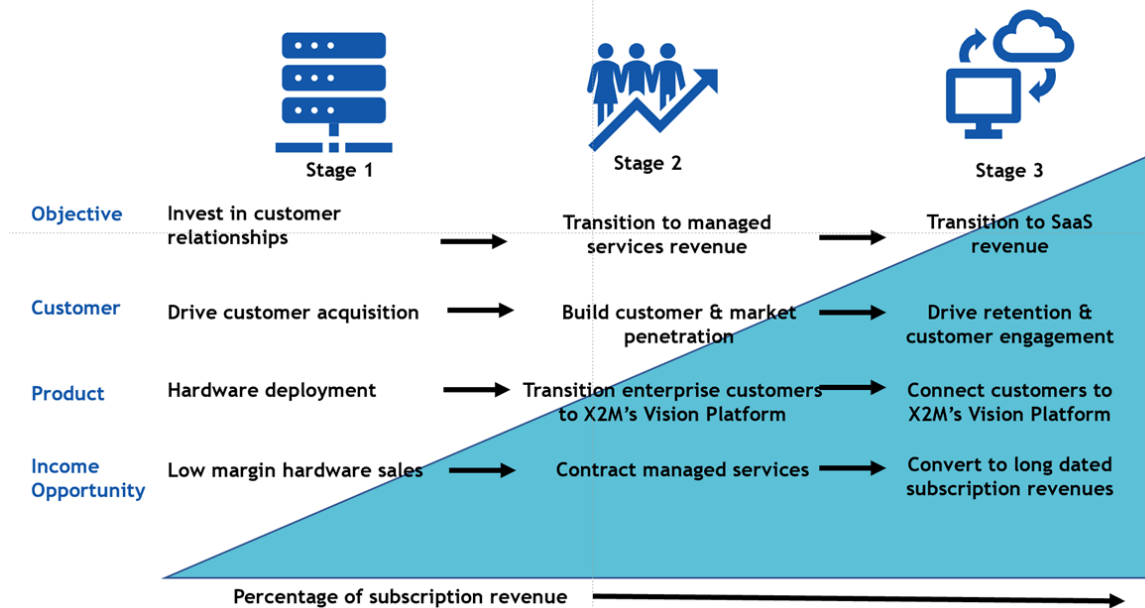 Stage 1
Stage 2
Stage 3
Objective
Invest in customer
relationships
Transition to managed
services revenue
Transition to SaaS
revenue
Customer
Drive customer acquisition
Build customer & market
penetration
Drive retention &
customer engagement
Product
Hardware deployment
Transition enterprise customers
to X2M's Vision Platform
Connect customers to
X2M's Vision Platform
Income
Opportunity
Low margin hardware sales
Contract managed services
Convert to long dated
subscription revenues
Percentage of subscription revenue